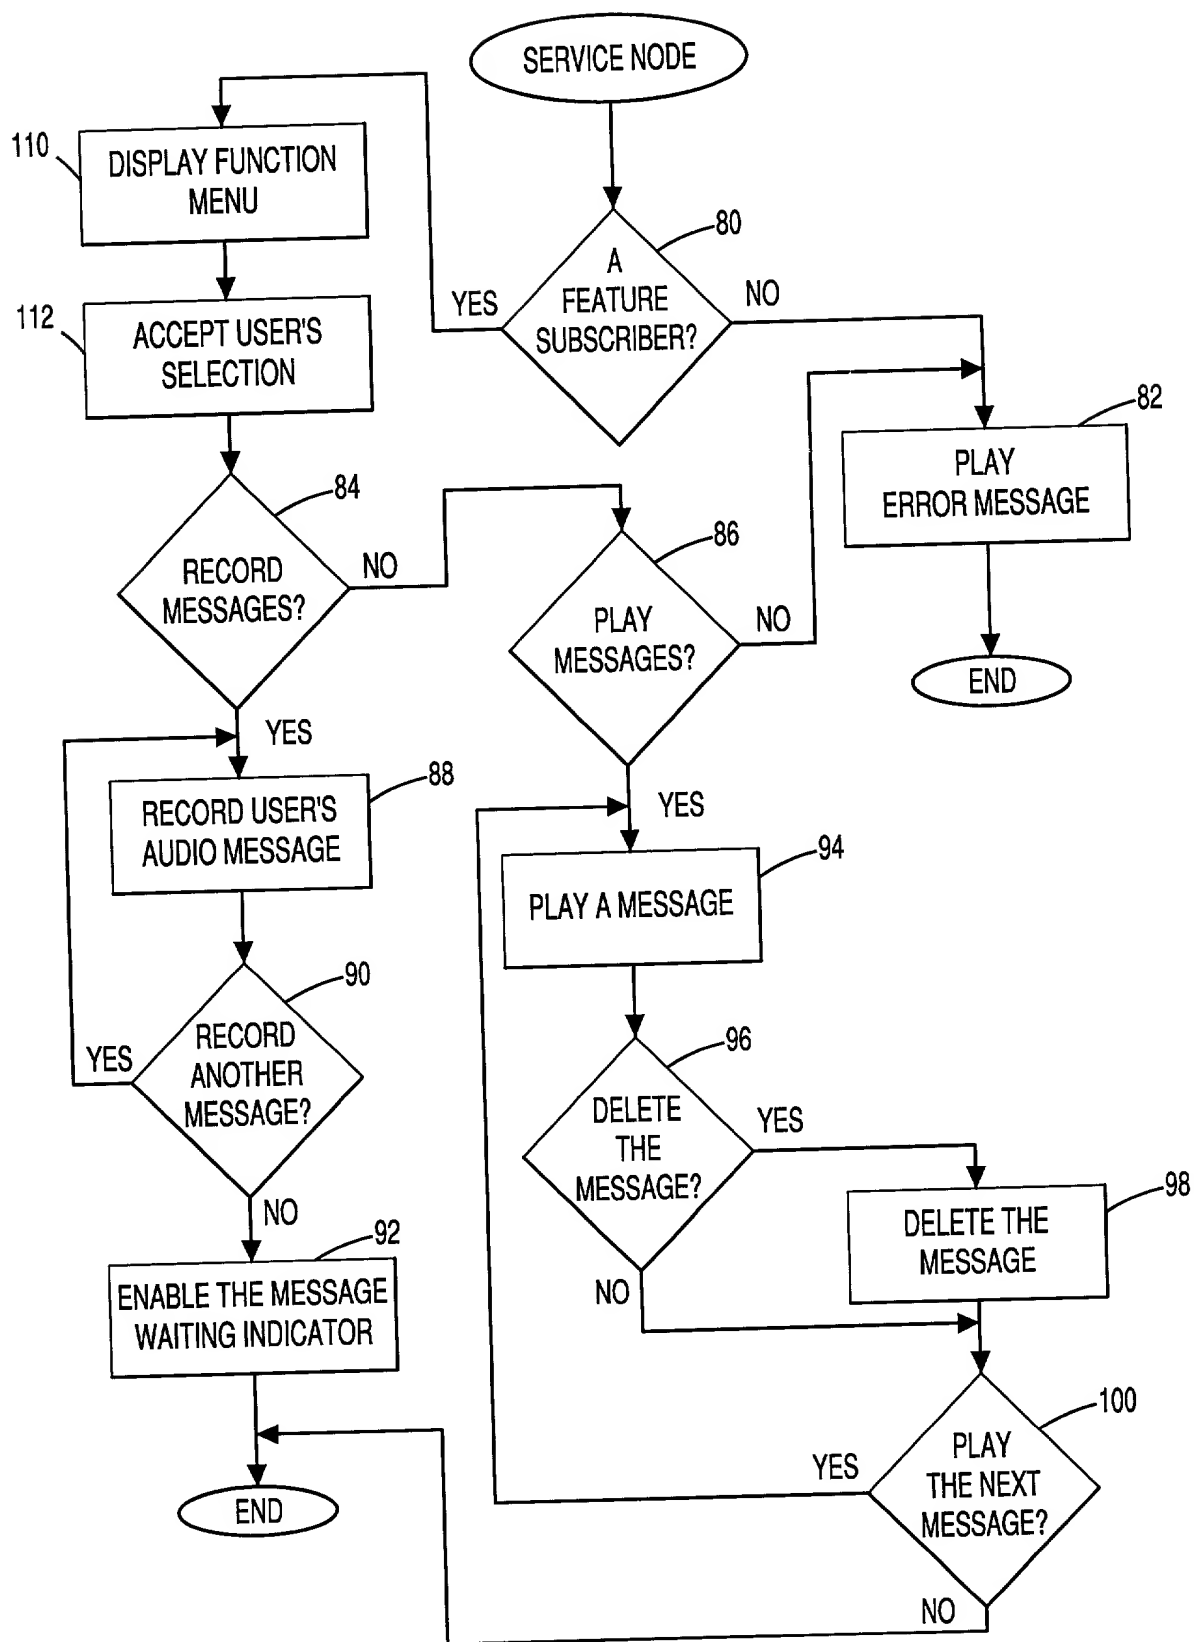 SERVICE NODE
110
DISPLAY FUNCTION
MENU
80
A
FEATURE
SUBSCRIBER?
YES
NO
112
ACCEPT USER'S
SELECTION
82
PLAY
ERROR MESSAGE
END
84
RECORD
MESSAGES?
NO
YES
86
PLAY
MESSAGES?
NO
YES
88
RECORD USER'S
AUDIO MESSAGE
94
PLAY A MESSAGE
90
RECORD
ANOTHER
MESSAGE?
YES
NO
96
DELETE
THE
MESSAGE?
YES
NO
98
DELETE THE
MESSAGE
92
ENABLE THE MESSAGE
WAITING INDICATOR
100
PLAY
THE NEXT
MESSAGE?
YES
NO
END